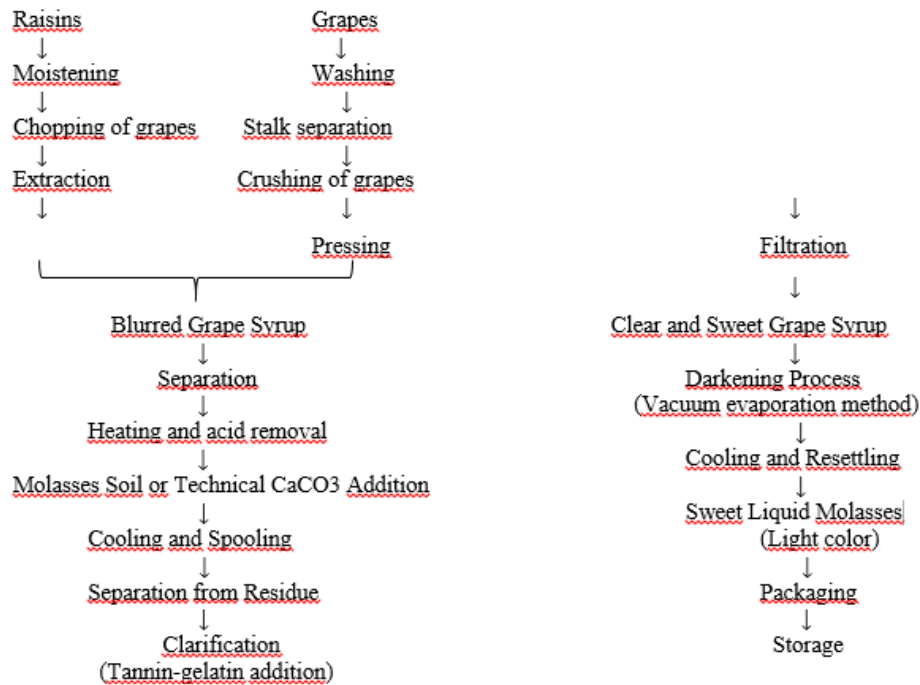 Raisins
Grapes
Moistening
Washing
Chopping of grapes
Stalk separation
Extraction
Crushing of grapes
Pressing
Blurred Grape Syrup
Separation
Heating and acid removal
Molasses Soil or Technical CaCO3 Addition
Cooling and Spooling
Separation from Residue
Clarification
(Tannin-gelatin addition)
Filtration
Clear and Sweet Grape Syrup
Darkening Process
(Vacuum evaporation method)
Cooling and Resettling
Sweet Liquid Molasses
(Light color)
Packaging
Storage